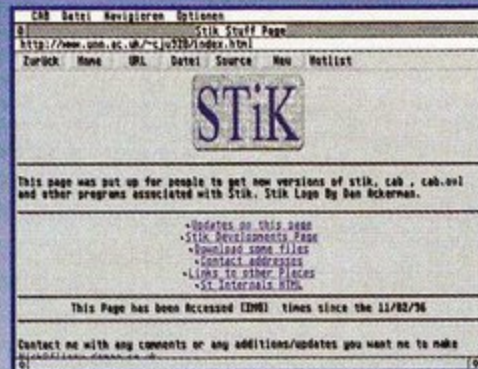 CAB Datei Navigieren Optionen
Stik Stuff Page
http://www.unn.ac.uk/~cju92B/index.html
Zurück Home URL Datei Source Neu Hotlist
STiK
This page was put up for people to get new versions of stik, cab , cab.ovl
and other programs associated with Stik. Stik Logo By Dan Ackerman.
Updates on this page
Stik Developments Page
Download some files
Contact addresses
Links to other Places
St Internals HTML
This Page has been Accessed [IMG] times since the 11/02/96
Contact me with any comments or any additions/updates you want me to make